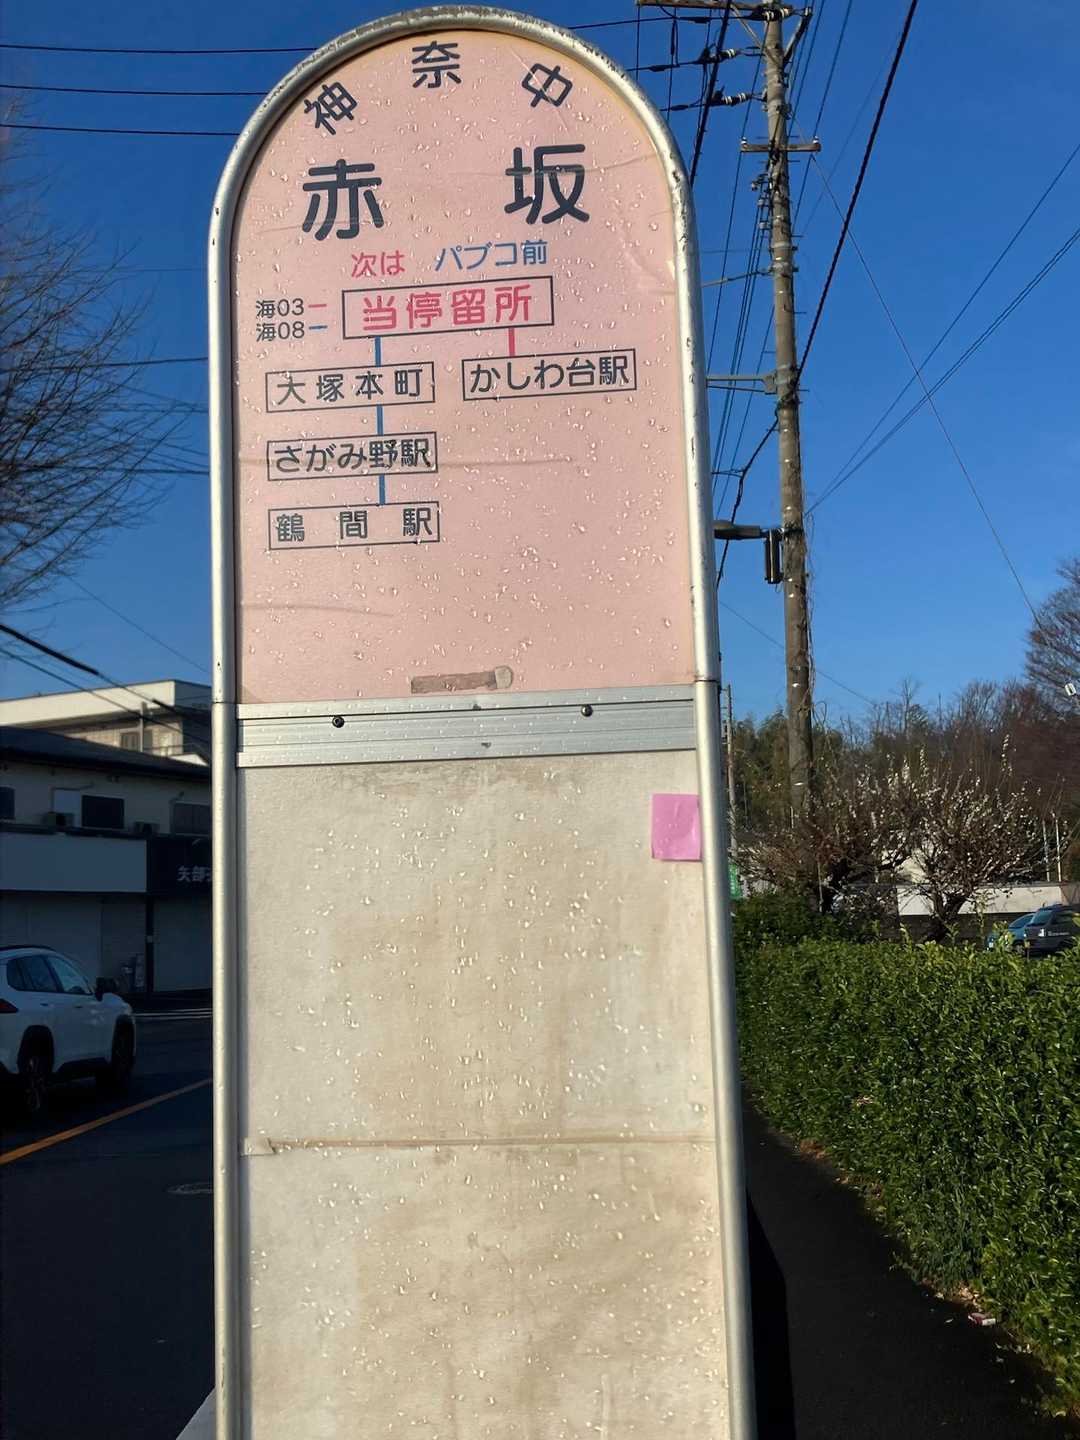 神奈中
赤坂
次は パブコ前
海03
海08
当停留所
大塚本町 かしわ台駅
さがみ野駅
鶴間駅
矢部